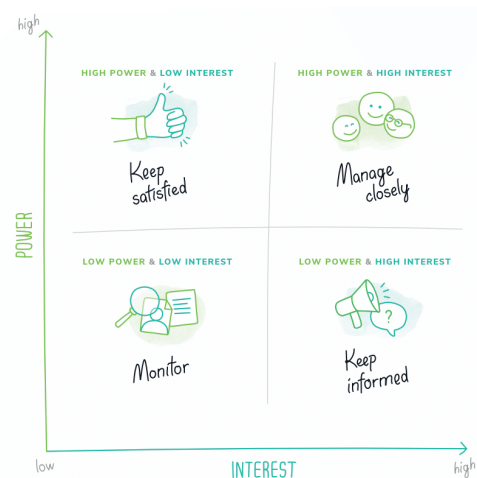 high
HIGH POWER & LOW INTEREST
HIGH POWER & HIGH INTEREST
Keep
satisfied
Manage
closely
POWER
LOW POWER & LOW INTEREST
LOW POWER & HIGH INTEREST
?
Monitor
Keep
informed
low
INTEREST
high